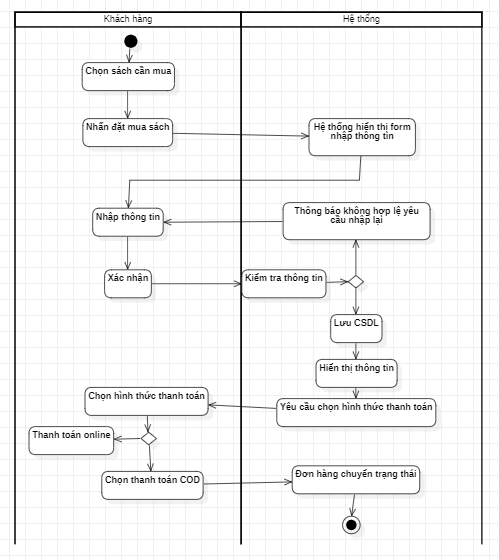 Khách hàng
Hệ thống
Chọn sách cần mua
Nhấn đặt mua sách
Hệ thống hiển thị form
nhập thông tin
Nhập thông tin
Thông báo không hợp lệ yêu
cầu nhập lại
Xác nhận
Kiểm tra thông tin
Lưu CSDL
Hiển thị thông tin
Chọn hình thức thanh toán
Yêu cầu chọn hình thức thanh toán
Thanh toán online
Chọn thanh toán COD
Đơn hàng chuyển trạng thái